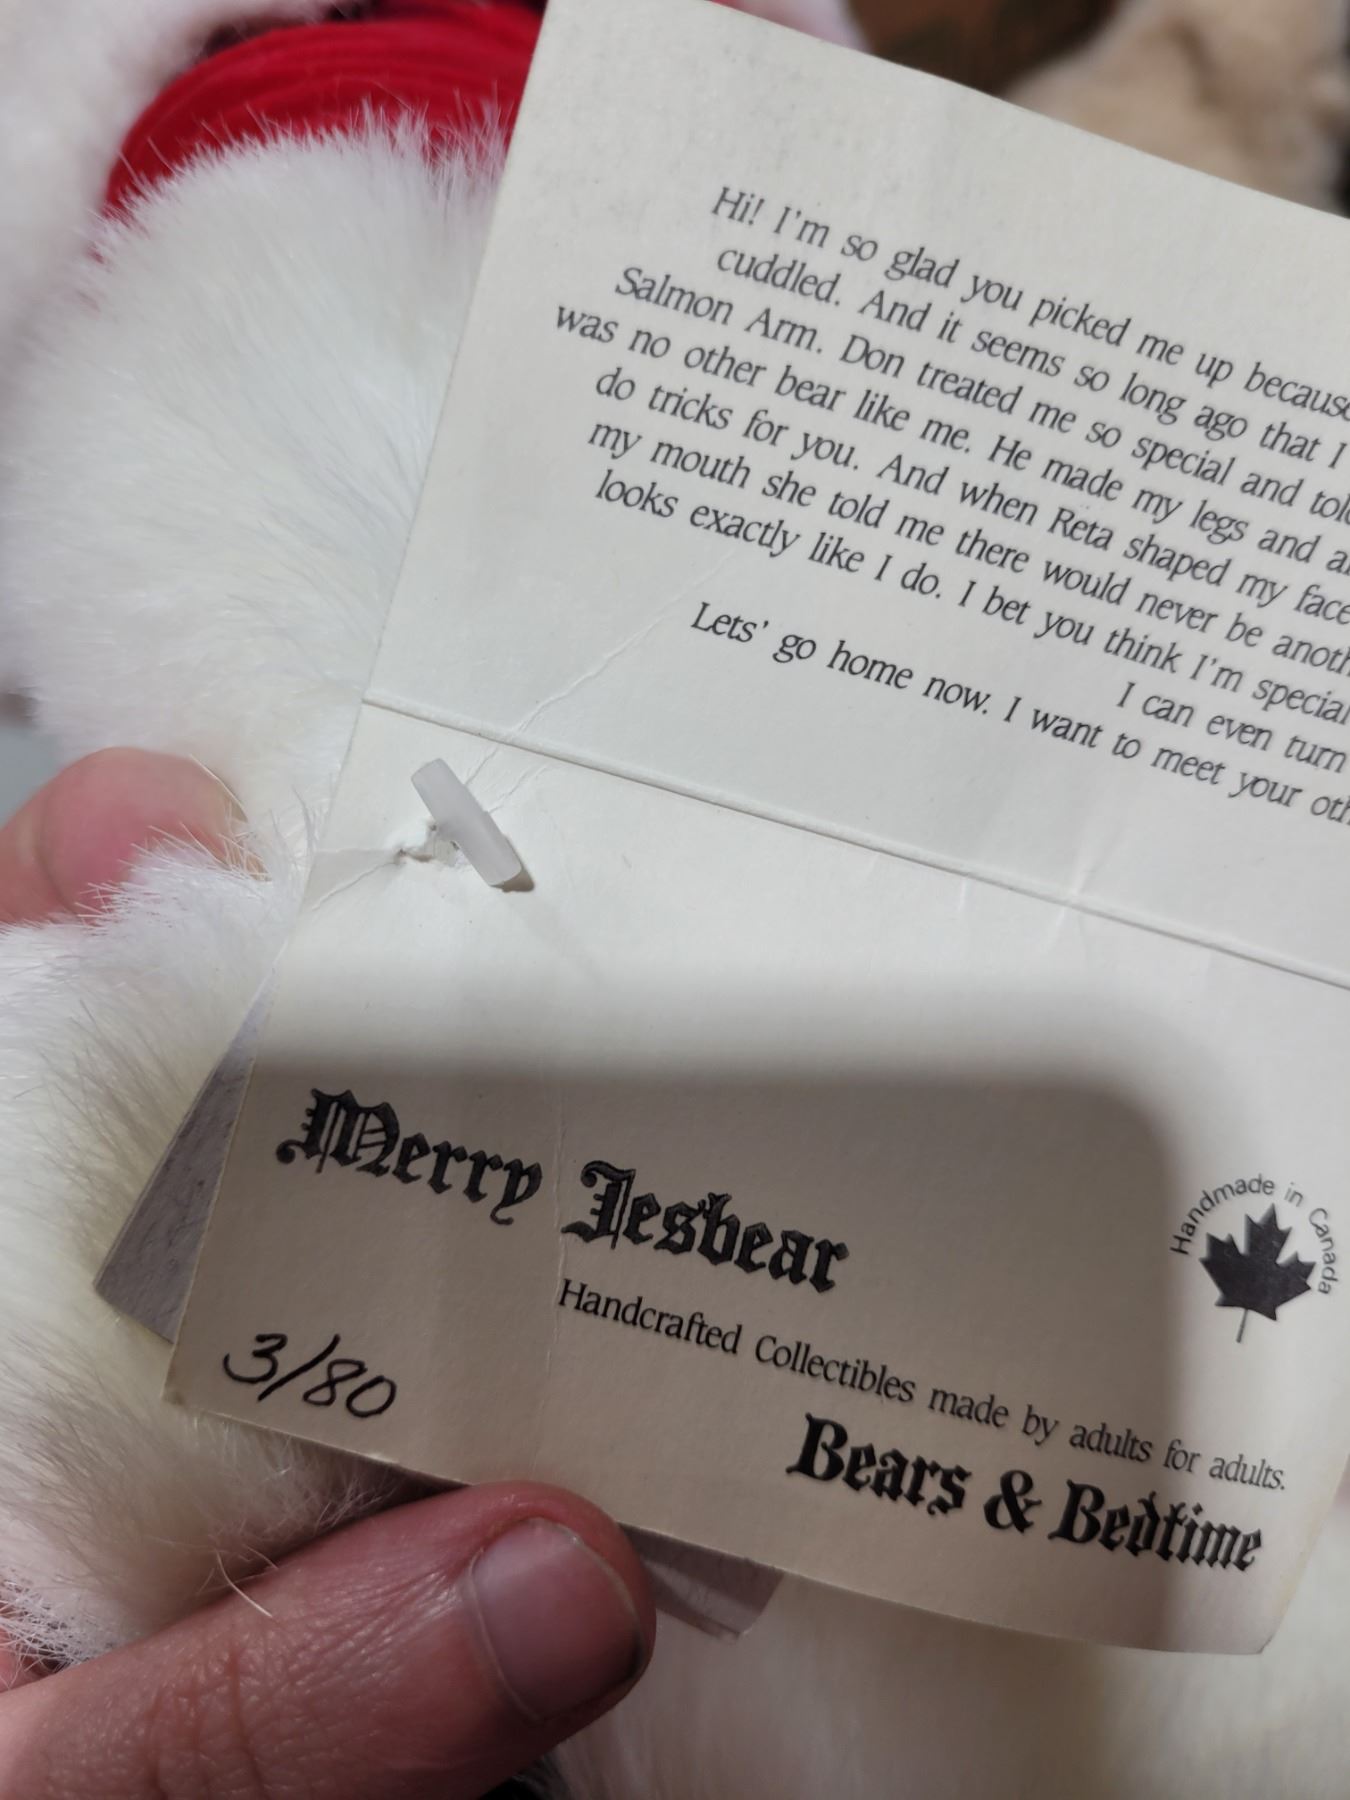 Hi! I'm so glad you picked me up because
cuddled. And it seems so long ago that I
Salmon Arm. Don treated me so special and
was no other bear like me. He made my legs and
do tricks for you. And when Reta shaped my face
my mouth she told me there would never be
looks exactly like I do. I bet you think I'm special
I can even turn
Lets' go home now. I want to meet your
Merry Jesbear
Handmade in Canada
Handcrafted Collectibles made by adults for adults.
3/80
Bears & Bedtime